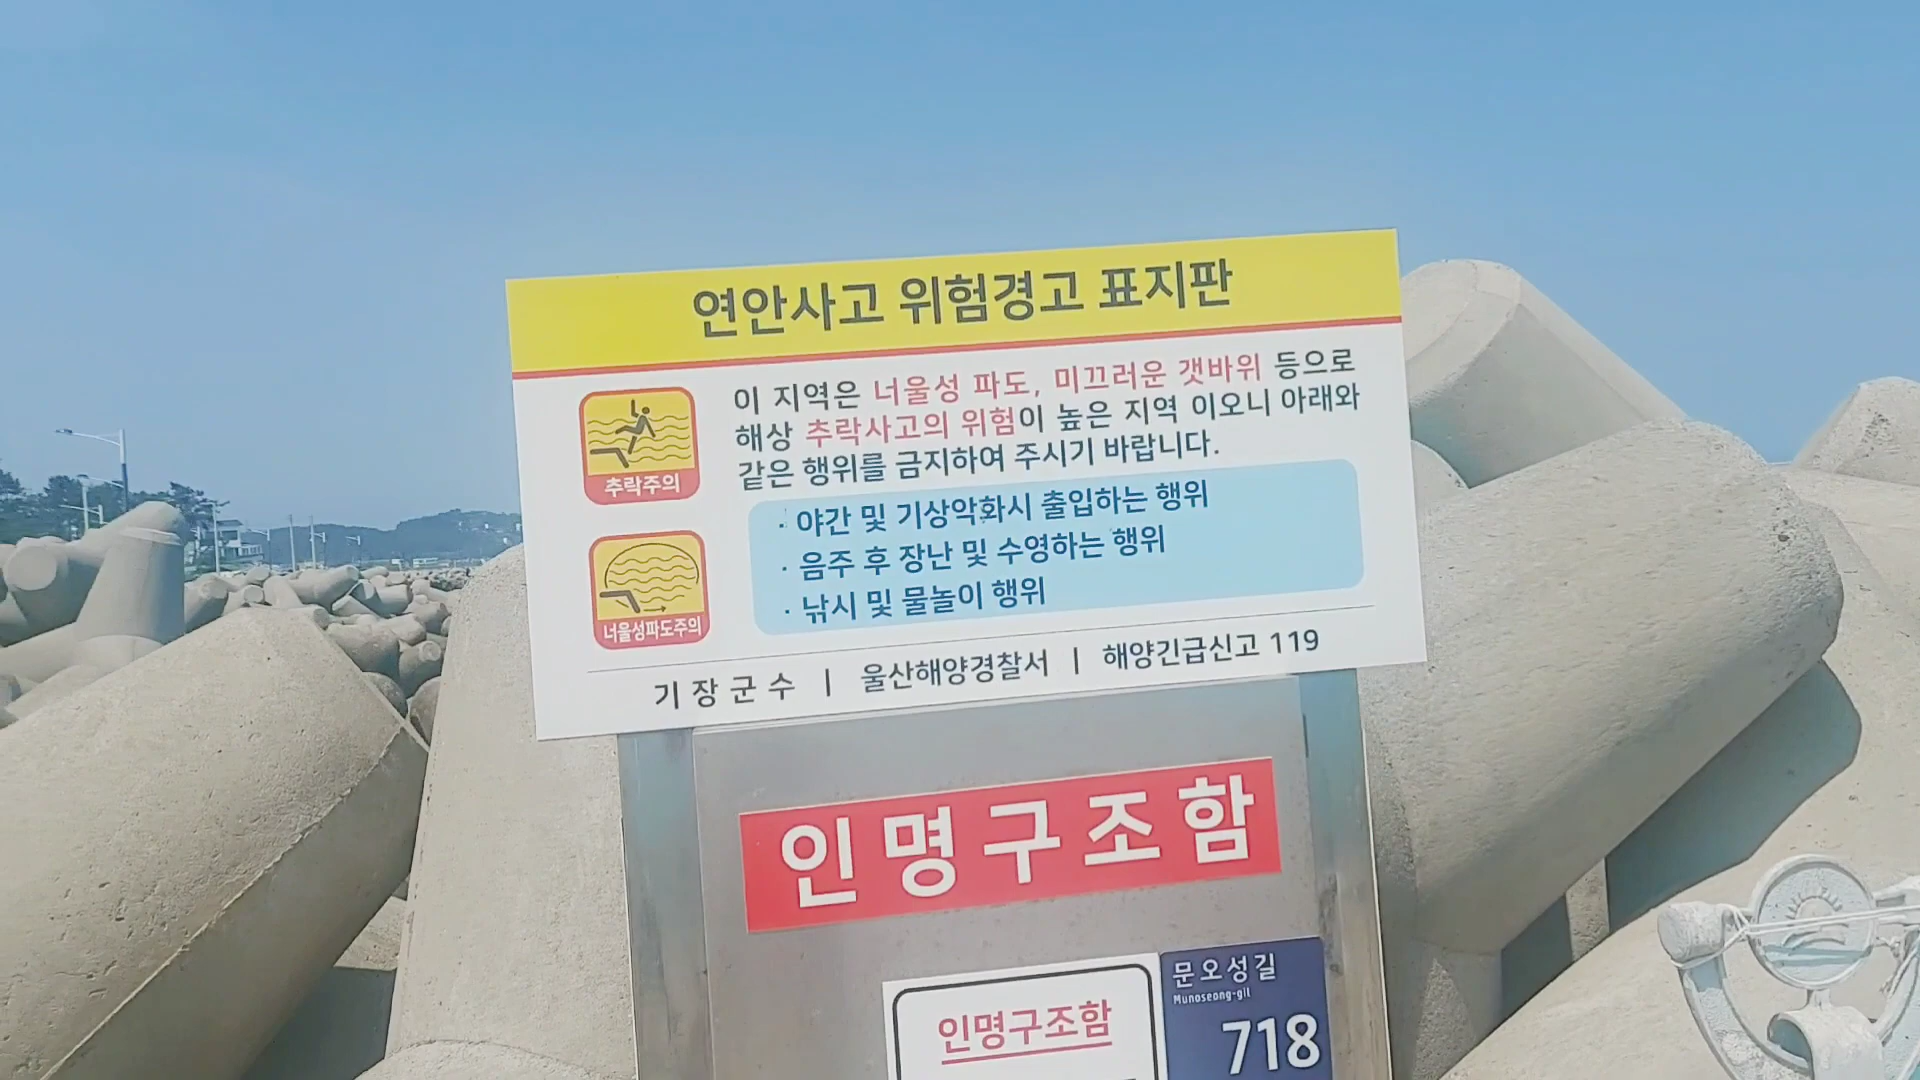 연안사고 위험경고 표지판
이 지역은 너울성 파도, 미끄러운 갯바위 등으로
해상 추락사고의 위험이 높은 지역 이오니 아래와
같은 행위를 금지하여 주시기 바랍니다.
추락주의
· 야간 및 기상악화시 출입하는 행위
· 음주 후 장난 및 수영하는 행위
· 낚시 및 물놀이 행위
너울성파도주의
기장군수 | 울산해양경찰서 | 해양긴급신고 119
인명구조함
인명구조함
문오성길
Munoseong-gil
718